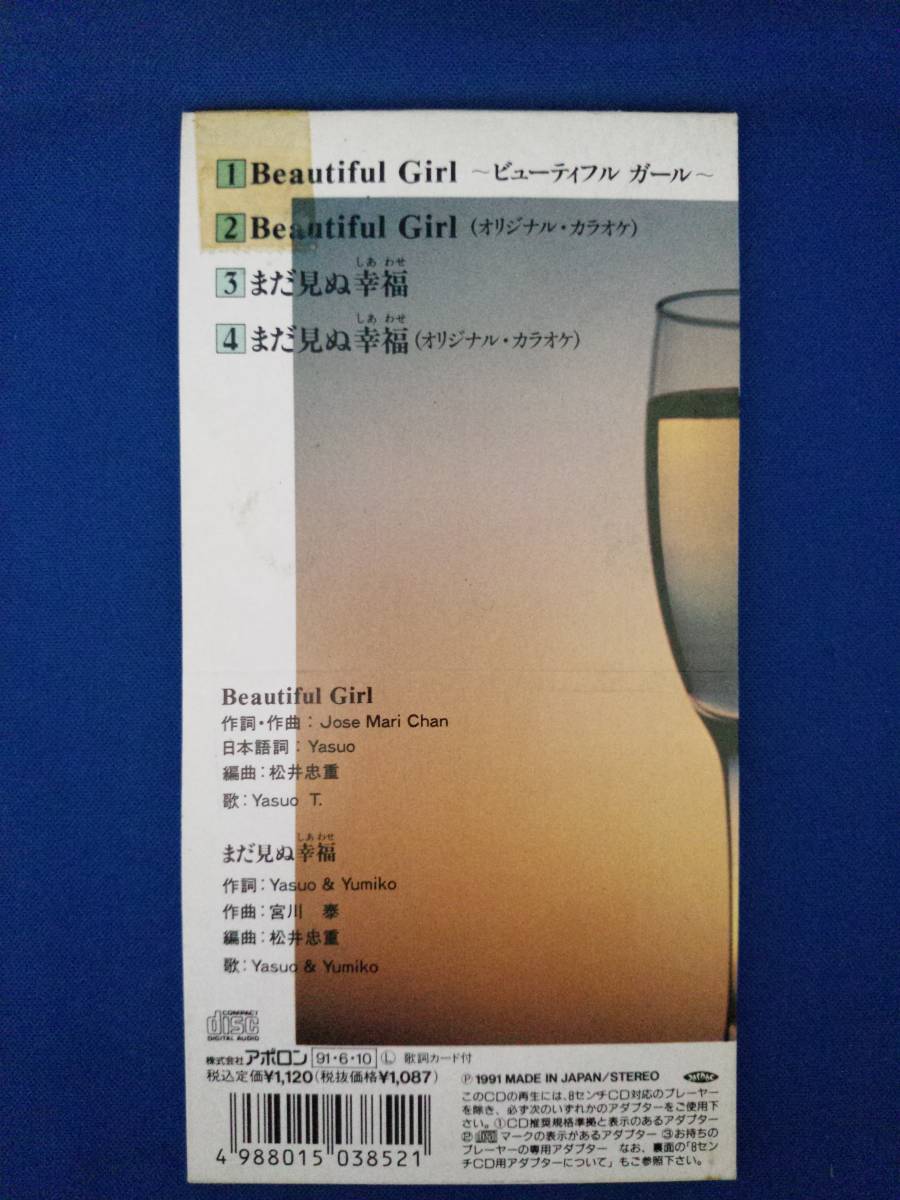 1 Beautiful Girl ～ビューティフル ガール～
2 Beautiful Girl (オリジナル・カラオケ)
しあ わせ
3 まだ見ぬ幸福
しあ わせ
4 まだ見ぬ幸福 (オリジナル・カラオケ)
Beautiful Girl
作詞・作曲：Jose Mari Chan
日本語詞：Yasuo
編曲：松井忠重
歌：Yasuo T.
しあ わせ
まだ見ぬ幸福
作詞：Yasuo & Yumiko
作曲：宮川 泰
編曲：松井忠重
歌：Yasuo & Yumiko
COMPACT
disc
DIGITAL AUDIO
株式会社 アポロン 91・6・10 Ⓛ 歌詞カード付
税込定価¥1,120(税抜価格¥1,087)
Ⓟ 1991 MADE IN JAPAN/STEREO
このCDの再生には、8センチCD対応のプレーヤー
を除き、必ず次のいずれかのアダプターをご使用下
さい。①CD推奨規格準拠と表示のあるアダプター
②マークの表示があるアダプター ③お持ちの
プレーヤーの専用アダプター なお、裏面の「8セン
チCD用アダプターについて」もご参照下さい。
4 988015 038521